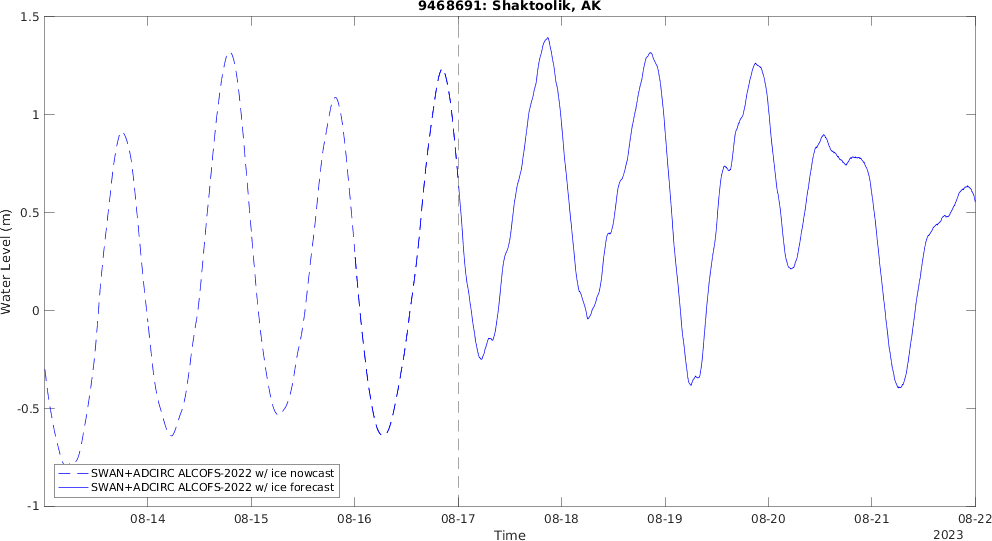 9468691: Shaktoolik, AK
1.5
1
0.5
0
-0.5
-1
Water Level (m)
SWAN+ADCIRC ALCOFS-2022 w/ ice nowcast
SWAN+ADCIRC ALCOFS-2022 w/ ice forecast
08-14 08-15 08-16 08-17 08-18 08-19 08-20 08-21 08-22
Time
2023